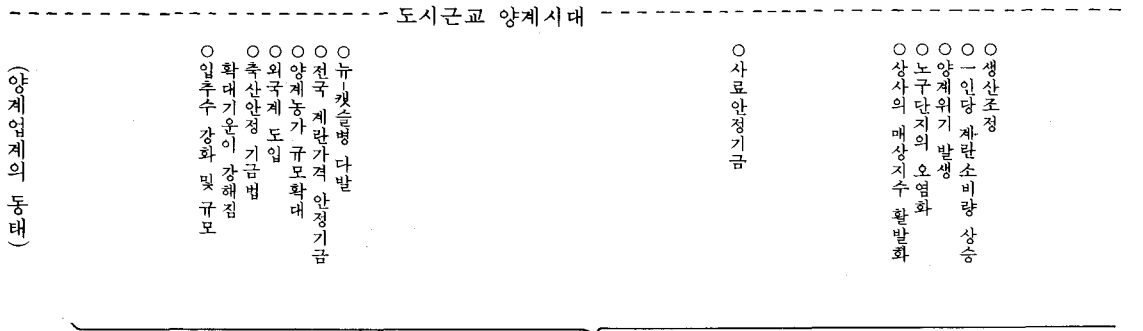 도시근교 양계시대
○생산조정
○一인당 계란소비량 상승
○양계위기 발생
○노구단지의 오염화
○상사의 매상지수 활발화
○사료안정기금
○뉴-캣슬병 다발
○전국 계란가격 안정기금
○양계농가 규모확대
○외국계 도입
○축산안정 기금법
확대기운이 강해짐
○입추수 강화 및 규모
(양계업계의 동태)